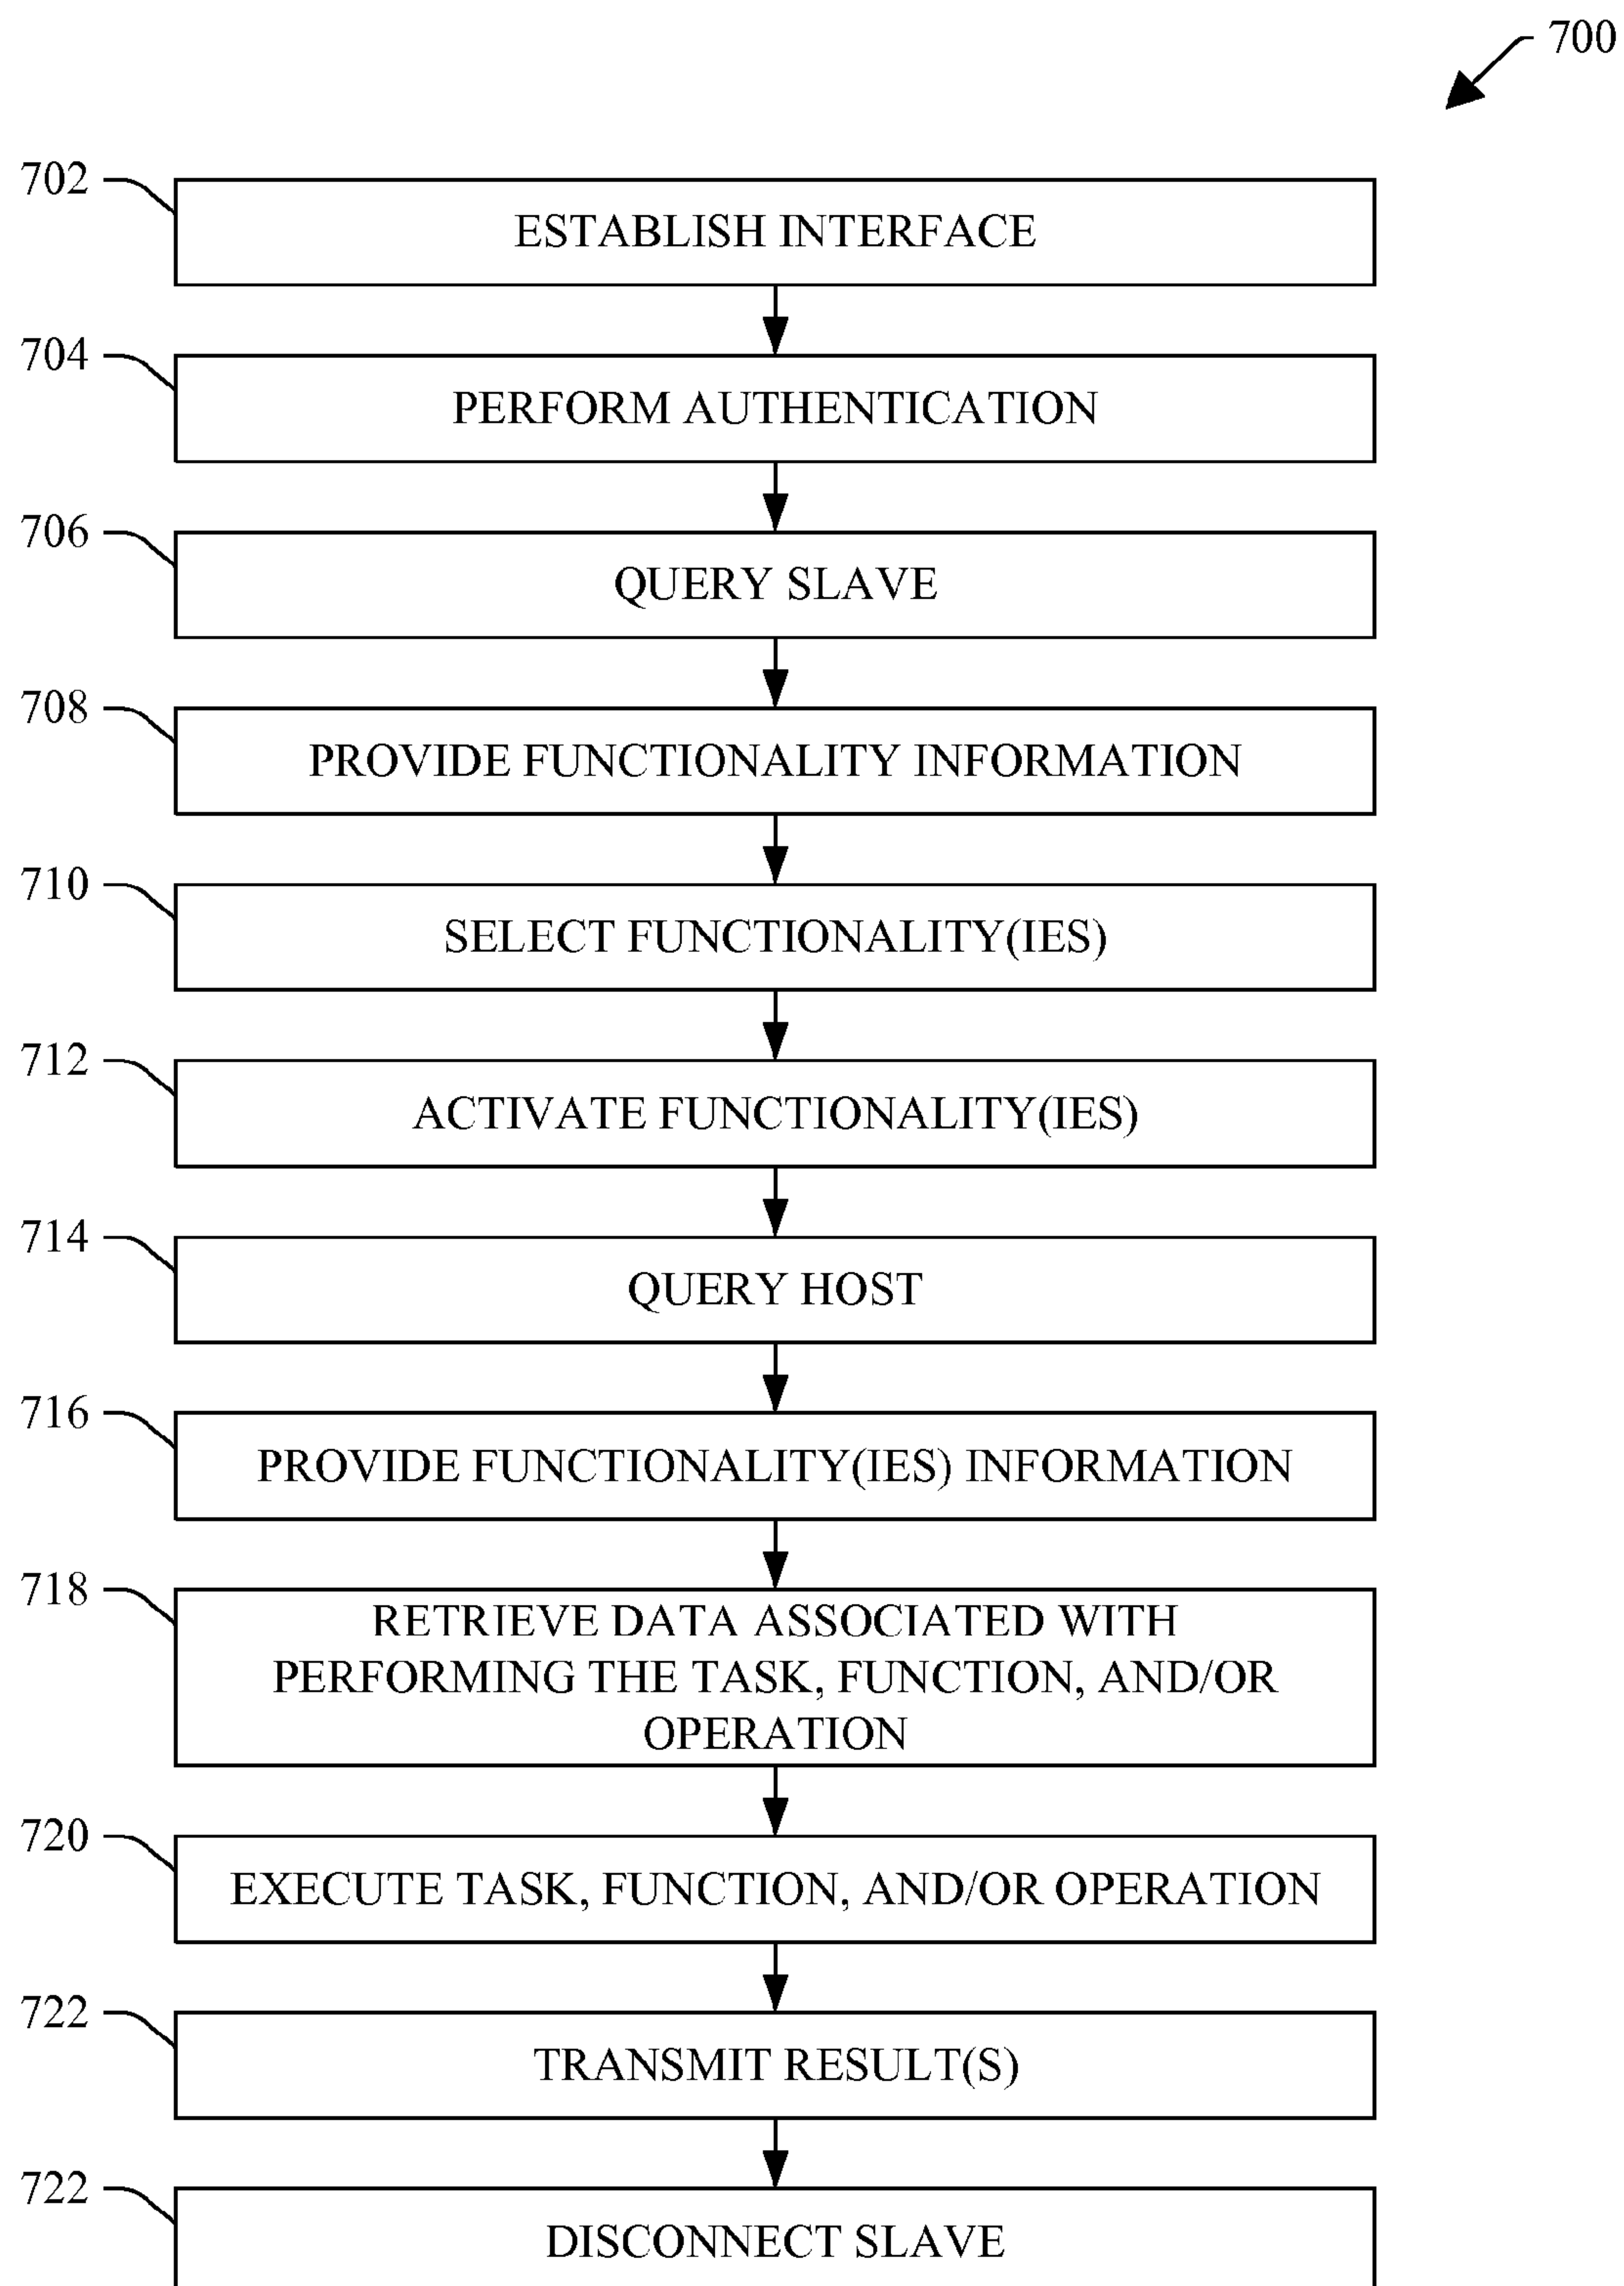 700
702
ESTABLISH INTERFACE
704
PERFORM AUTHENTICATION
706
QUERY SLAVE
708
PROVIDE FUNCTIONALITY INFORMATION
710
SELECT FUNCTIONALITY(IES)
712
ACTIVATE FUNCTIONALITY(IES)
714
QUERY HOST
716
PROVIDE FUNCTIONALITY(IES) INFORMATION
718
RETRIEVE DATA ASSOCIATED WITH
PERFORMING THE TASK, FUNCTION, AND/OR
OPERATION
720
EXECUTE TASK, FUNCTION, AND/OR OPERATION
722
TRANSMIT RESULT(S)
722
DISCONNECT SLAVE